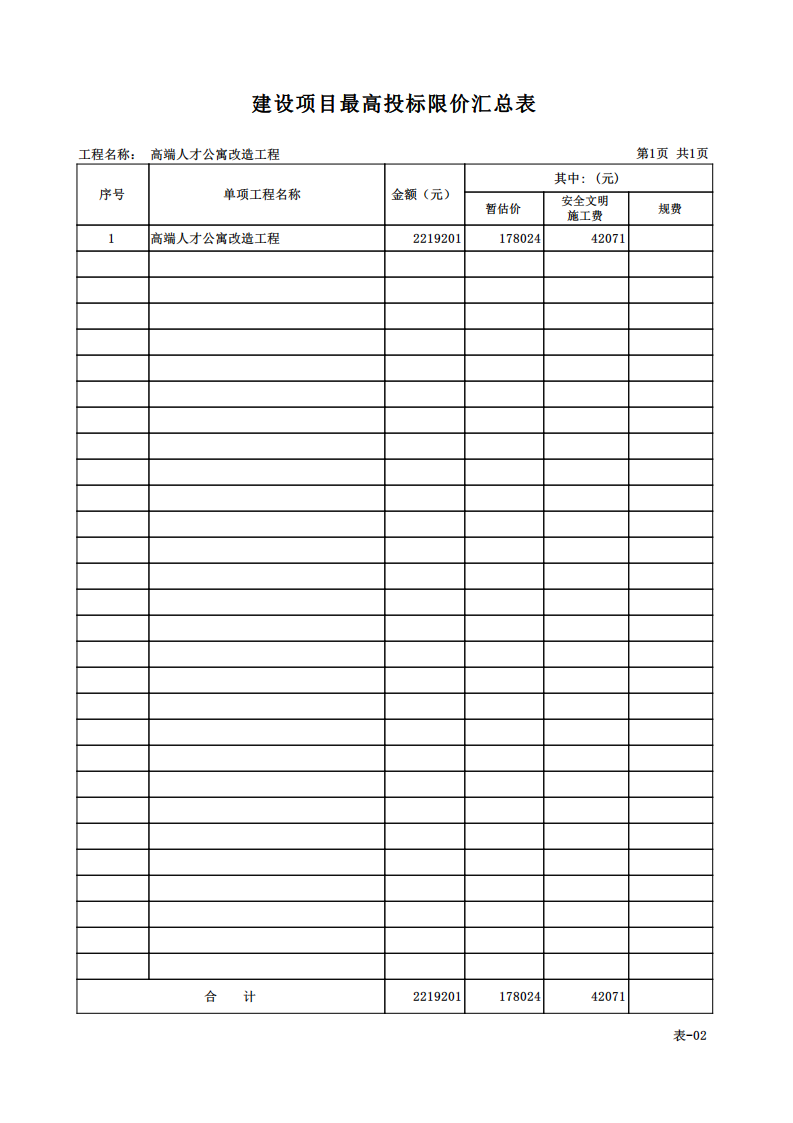 建设项目最高投标限价汇总表
工程名称： 高端人才公寓改造工程 第1页 共1页
序号 单项工程名称 金额（元） 其中:（元）
暂估价 安全文明
施工费 规费
1 高端人才公寓改造工程 2219201 178024 42071
合 计 2219201 178024 42071
表-02